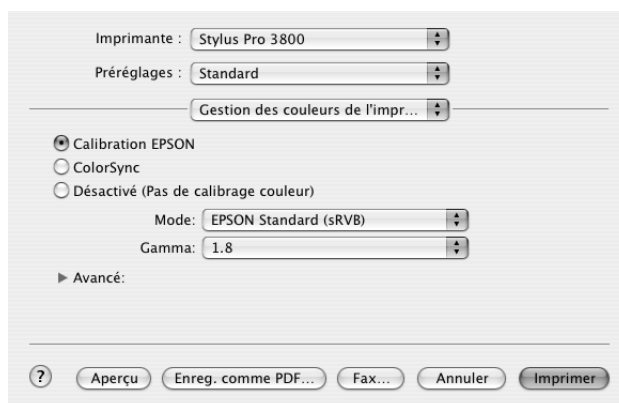 Imprimante : Stylus Pro 3800
Préréglages : Standard
Gestion des couleurs de l'impr...
Calibration EPSON
ColorSync
Désactivé (Pas de calibrage couleur)
Mode: EPSON Standard (sRVB)
Gamma: 1.8
Avancé:
? Aperçu Enreg. comme PDF... Fax... Annuler Imprimer